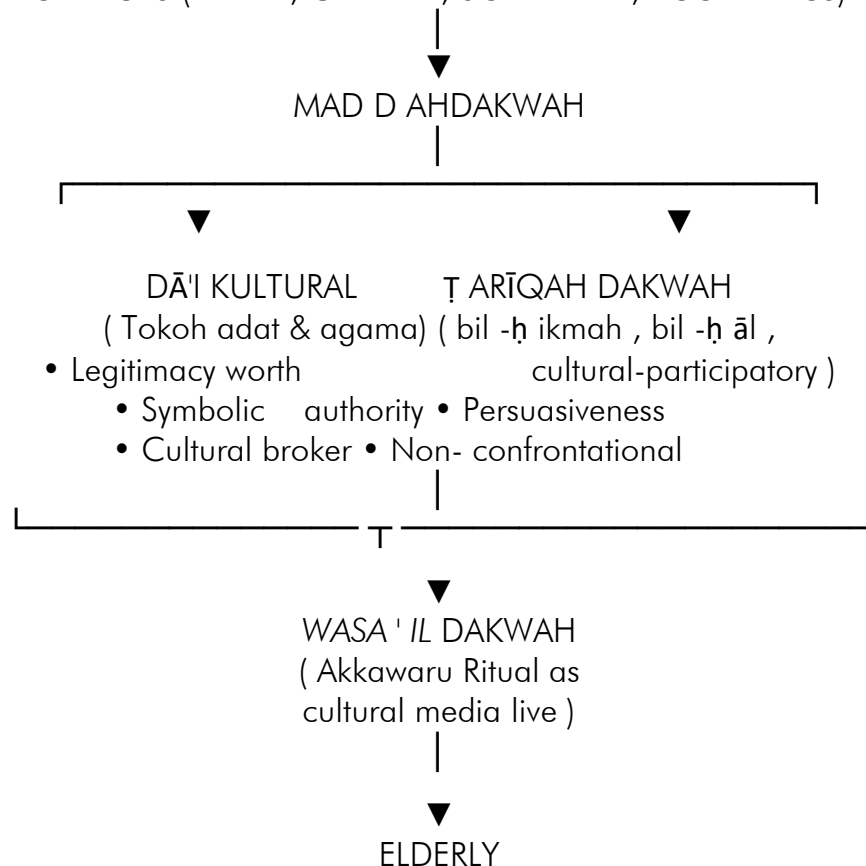 MAD D AHDAKWAH
DĀ'I KULTURAL Ṭ ARĪQAH DAKWAH
( Tokoh adat & agama) ( bil -ḥ ikmah , bil -ḥ āl ,
• Legitimacy worth cultural-participatory )
• Symbolic authority • Persuasiveness
• Cultural broker • Non- confrontational
WASA ' IL DAKWAH
( Akkawaru Ritual as
cultural media live )
ELDERLY